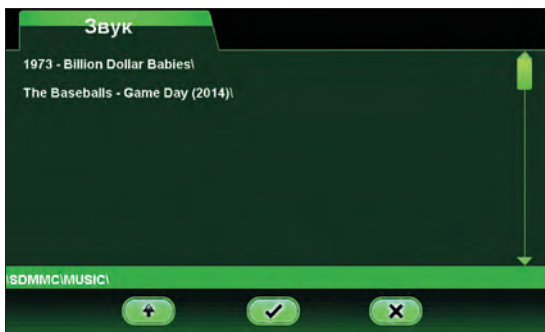 Звук
1973 - Billion Dollar Babies\
The Baseballs - Game Day (2014)\
\SDMMC\MUSIC\